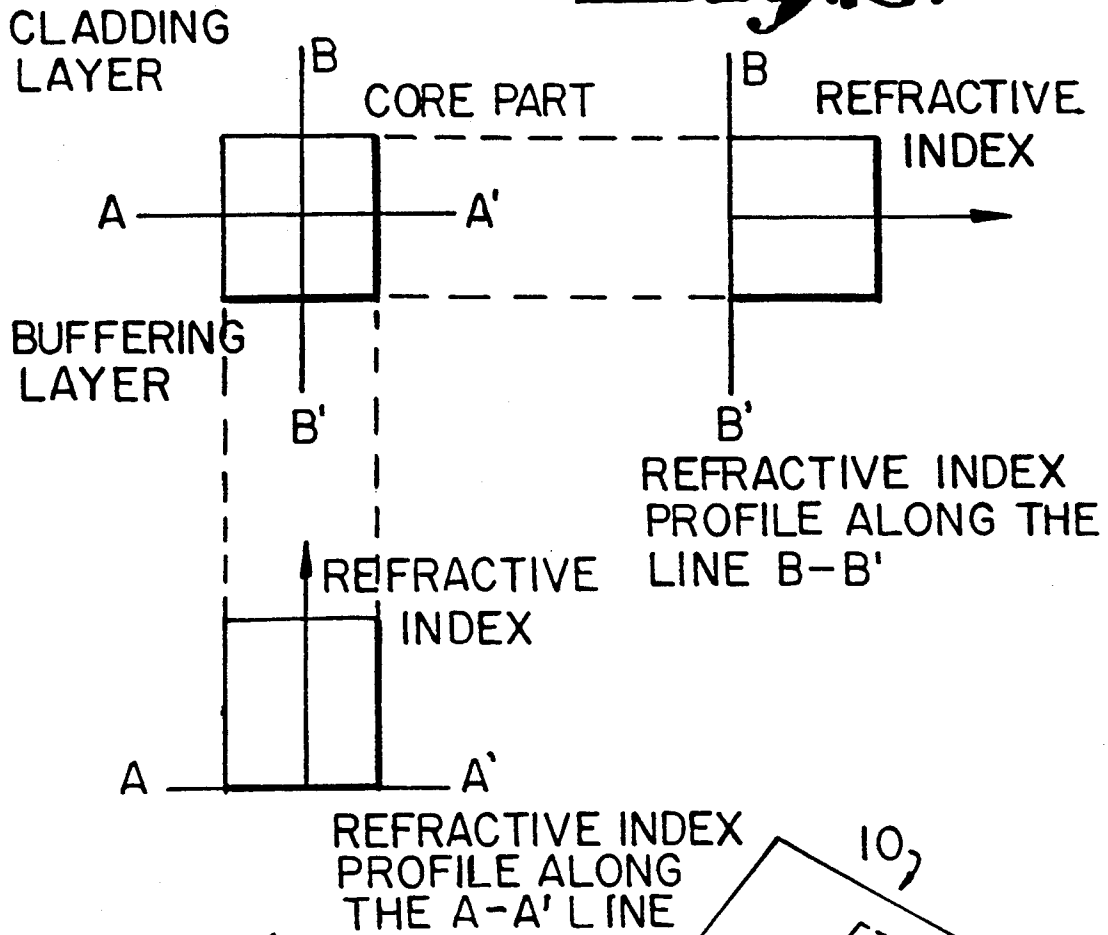 CLADDING
LAYER
B
CORE PART
B
REFRACTIVE
INDEX
A
A'
BUFFERING
LAYER
B'
B'
REFRACTIVE INDEX
PROFILE ALONG THE
LINE B-B'
REFRACTIVE
INDEX
A
A'
REFRACTIVE INDEX
PROFILE ALONG
THE A-A' LINE
10